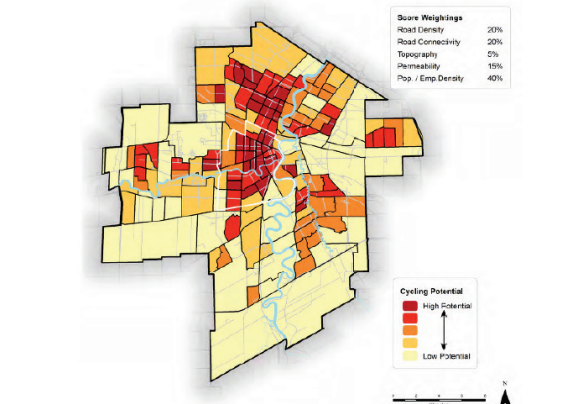 Score Weightings
Road Density 20%
Road Connectivity 20%
Topography 5%
Permeability 15%
Pop. / Emp.Density 40%
Cycling Potential
High Potential
Low Potential
N